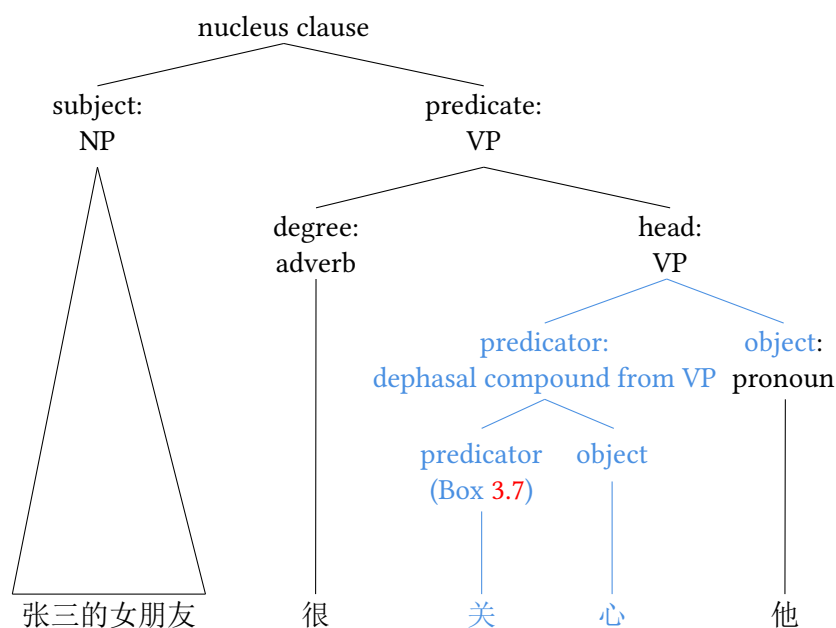 nucleus clause
subject:
NP
predicate:
VP
degree:
adverb
head:
VP
predicator:
dephasal compound from VP
object:
pronoun
predicator
(Box 3.7)
object
张三的女朋友 很 关 心 他